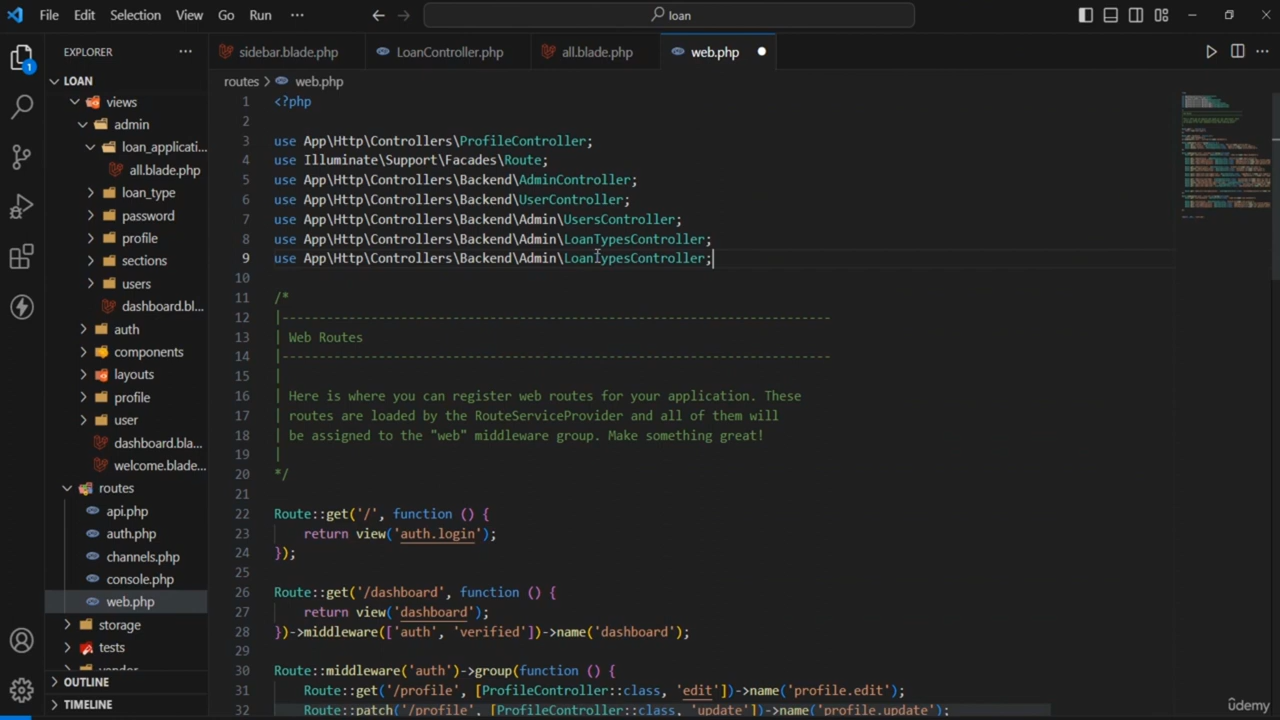 File Edit Selection View Go Run ··· loan
EXPLORER ···
LOAN
views
admin
loan_applicati...
all.blade.php
loan_type
password
profile
sections
users
dashboard.bl...
auth
components
layouts
profile
user
dashboard.bla...
welcome.blade...
routes
api.php
auth.php
channels.php
console.php
web.php
storage
tests
OUTLINE
TIMELINE
1
sidebar.blade.php LoanController.php all.blade.php web.php
routes > web.php
1 <?php
2
3 use App\Http\Controllers\ProfileController;
4 use Illuminate\Support\Facades\Route;
5 use App\Http\Controllers\Backend\AdminController;
6 use App\Http\Controllers\Backend\UserController;
7 use App\Http\Controllers\Backend\Admin\UsersController;
8 use App\Http\Controllers\Backend\Admin\LoanTypesController;
9 use App\Http\Controllers\Backend\Admin\LoanTypesController;
10
11 /*
12 |--------------------------------------------------------------------------
13 | Web Routes
14 |--------------------------------------------------------------------------
15 |
16 | Here is where you can register web routes for your application. These
17 | routes are loaded by the RouteServiceProvider and all of them will
18 | be assigned to the "web" middleware group. Make something great!
19 |
20 */
21
22 Route::get('/', function () {
23 return view('auth.login');
24 });
25
26 Route::get('/dashboard', function () {
27 return view('dashboard');
28 })->middleware(['auth', 'verified'])->name('dashboard');
29
30 Route::middleware('auth')->group(function () {
31 Route::get('/profile', [ProfileController::class, 'edit'])->name('profile.edit');
32 Route::patch('/profile', [ProfileController::class, 'update'])->name('profile.update');
ûdemy